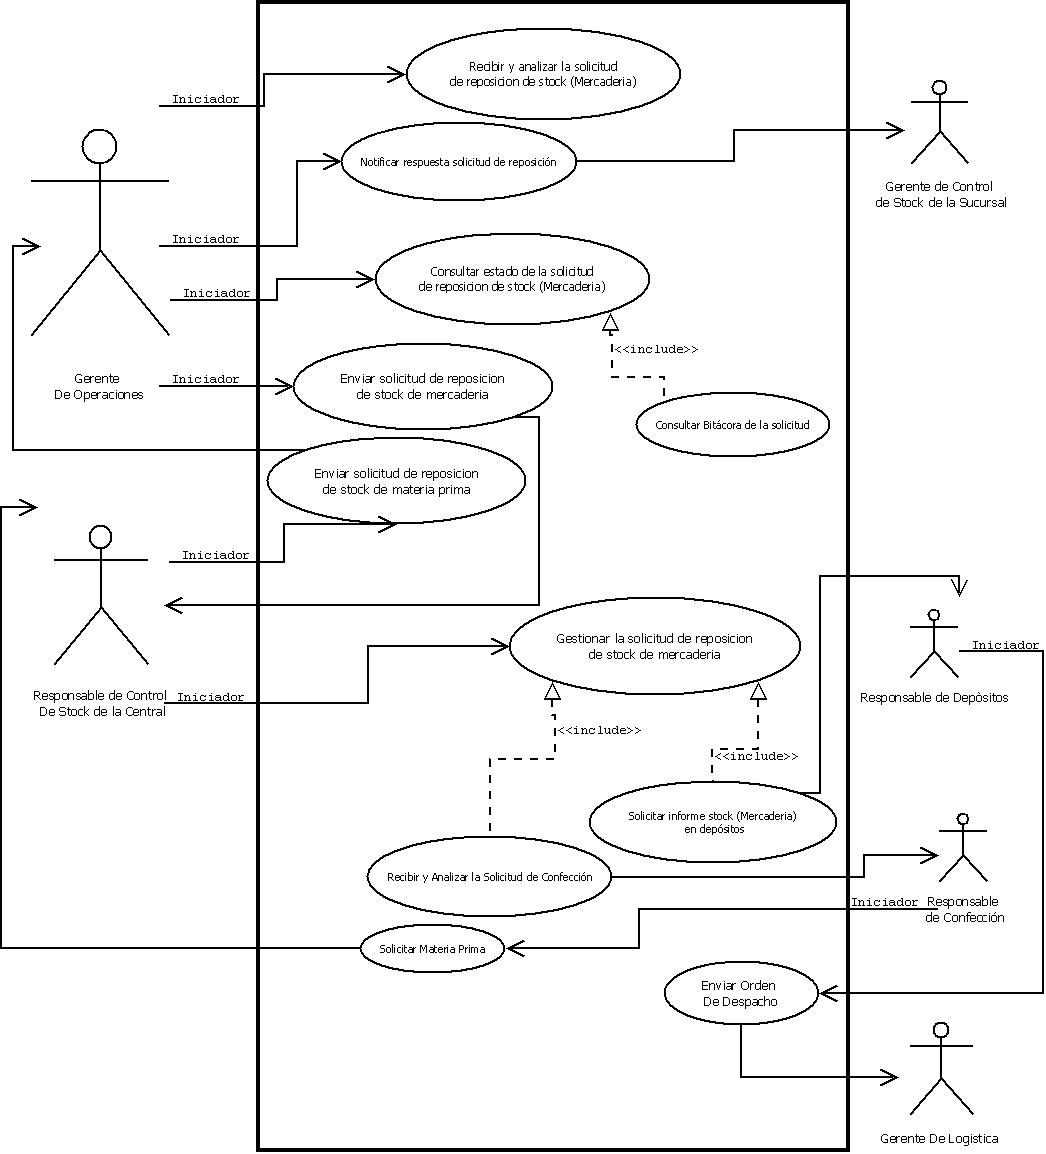 Recibir y analizar la solicitud
de reposicion de stock (Mercaderia)
Iniciador
Notificar respuesta solicitud de reposición
Gerente de Control
de Stock de la Sucursal
Iniciador
Consultar estado de la solicitud
de reposicion de stock (Mercaderia)
Iniciador
<<include>>
Gerente
De Operaciones
Iniciador
Enviar solicitud de reposicion
de stock de mercaderia
Consultar Bitácora de la solicitud
Enviar solicitud de reposicion
de stock de materia prima
Iniciador
Gestionar la solicitud de reposicion
de stock de mercaderia
Iniciador
Responsable de Depòsitos
Responsable de Control
De Stock de la Central
Iniciador
<<include>>
<<include>>
Solicitar informe stock (Mercaderia)
en depósitos
Recibir y Analizar la Solicitud de Confección
Iniciador
Responsable
de Confección
Solicitar Materia Prima
Enviar Orden
De Despacho
Gerente De Logistica